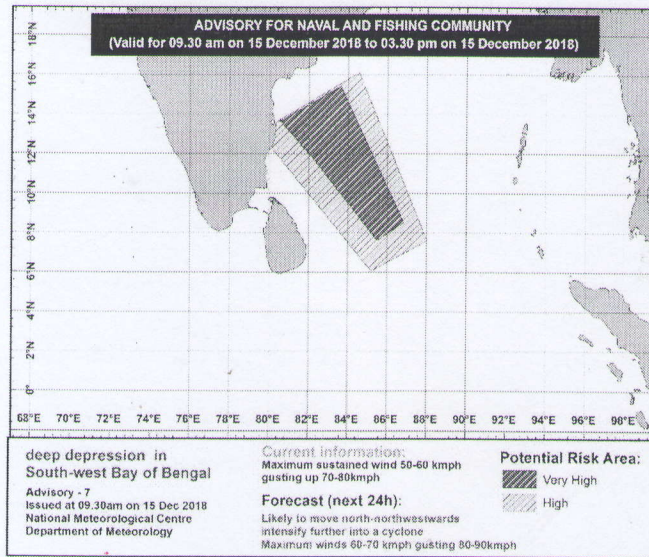 ADVISORY FOR NAVAL AND FISHING COMMUNITY
(Valid for 09.30 am on 15 December 2018 to 03.30 pm on 15 December 2018)
18°N
16°N
14°N
12°N
10°N
8°N
6°N
4°N
2°N
0°
68°E 70°E 72°E 74°E 76°E 78°E 80°E 82°E 84°E 86°E 88°E 90°E 92°E 94°E 96°E 98°E
deep depression in
South-west Bay of Bengal
Advisory - 7
Issued at 09.30am on 15 Dec 2018
National Meteorological Centre
Department of Meteorology
Current information:
Maximum sustained wind 50-60 kmph
gusting up 70-80kmph
Forecast (next 24h):
Likely to move north-northwestwards
intensify further into a cyclone
Maximum winds 60-70 kmph gusting 80-90kmph
Potential Risk Area:
Very High
High